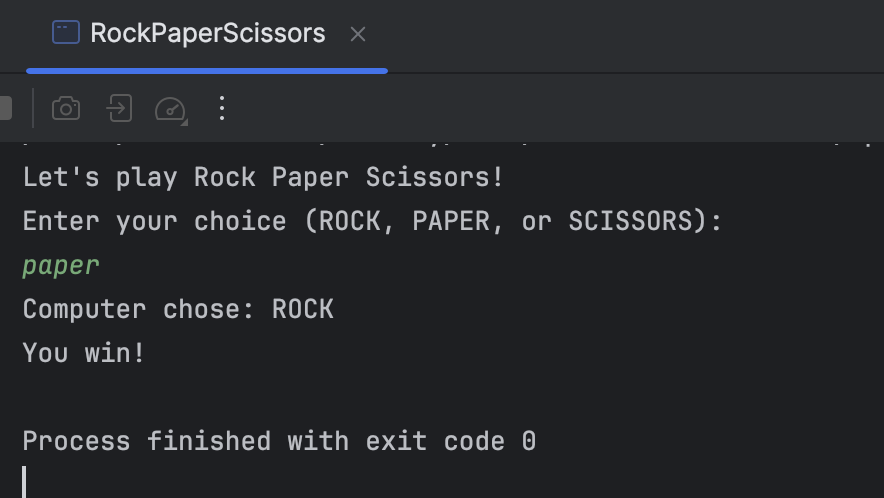 RockPaperScissors
Let's play Rock Paper Scissors!
Enter your choice (ROCK, PAPER, or SCISSORS):
paper
Computer chose: ROCK
You win!
Process finished with exit code 0